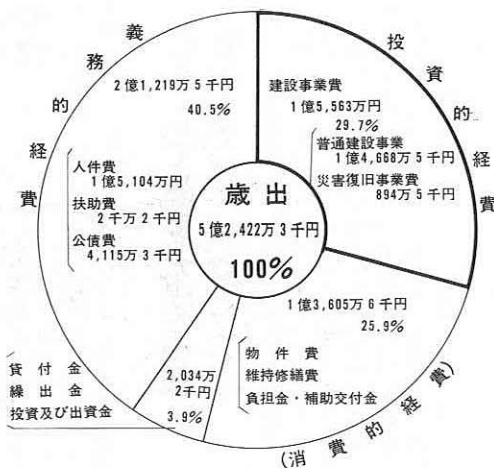 義務的経費
2億1,219万5千円
40.5%
人件費
1億5,104万円
扶助費
2千万2千円
公債費
4,115万3千円
投資的経費
建設事業費
1億5,563万円
29.7%
普通建設事業
1億4,668万5千円
災害復旧事業費
894万5千円
歳出
5億2,422万3千円
100%
1億3,605万6千円
25.9%
物件費
維持修繕費
負担金・補助交付金
(消費的経費)
貸付金
繰出金
投資及び出資金
2,034万
2千円
3.9%